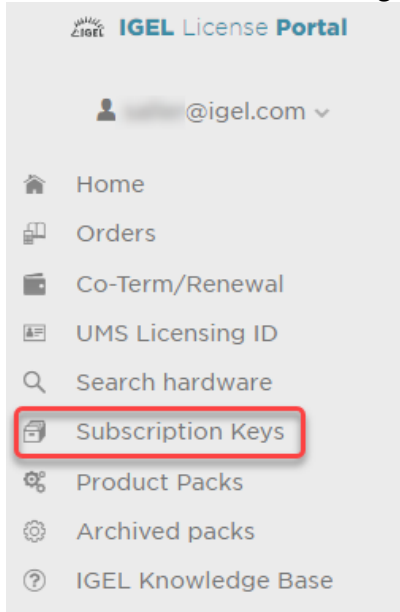 IGEL IGEL License Portal
@igel.com
Home
Orders
Co-Term/Renewal
UMS Licensing ID
Search hardware
Subscription Keys
Product Packs
Archived packs
IGEL Knowledge Base